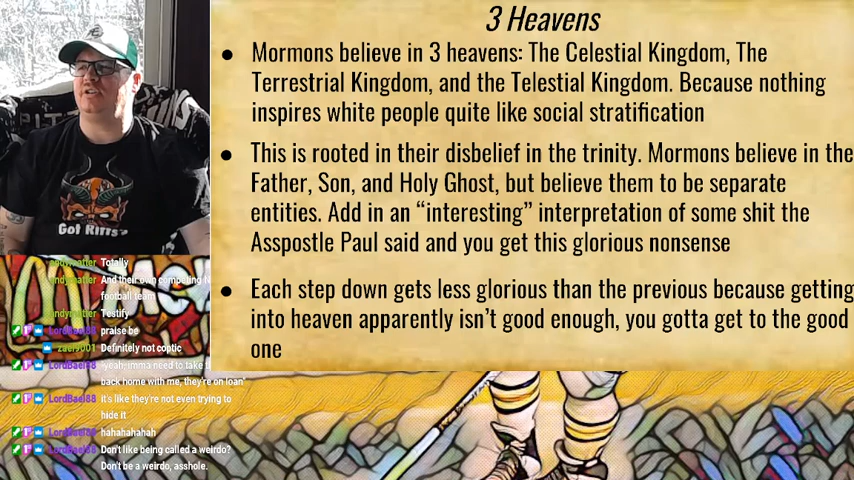 3 Heavens
● Mormons believe in 3 heavens: The Celestial Kingdom, The
Terrestrial Kingdom, and the Telestial Kingdom. Because nothing
inspires white people quite like social stratification
● This is rooted in their disbelief in the trinity. Mormons believe in the
Father, Son, and Holy Ghost, but believe them to be separate
entities. Add in an “interesting” interpretation of some shit the
Asspostle Paul said and you get this glorious nonsense
● Each step down gets less glorious than the previous because getting
into heaven apparently isn’t good enough, you gotta get to the good
one
Got Riffs?
Totally
And their own competing
football team
Testify
LordBael88 praise be
Definitely not coptic
LordBael88 yeah, imma need to take
back home with me, they're on loan
LordBael88 it's like they're not even trying to
hide it
LordBael88 hahahahahah
LordBael88 Don't like being called a weirdo?
Don't be a weirdo, asshole.